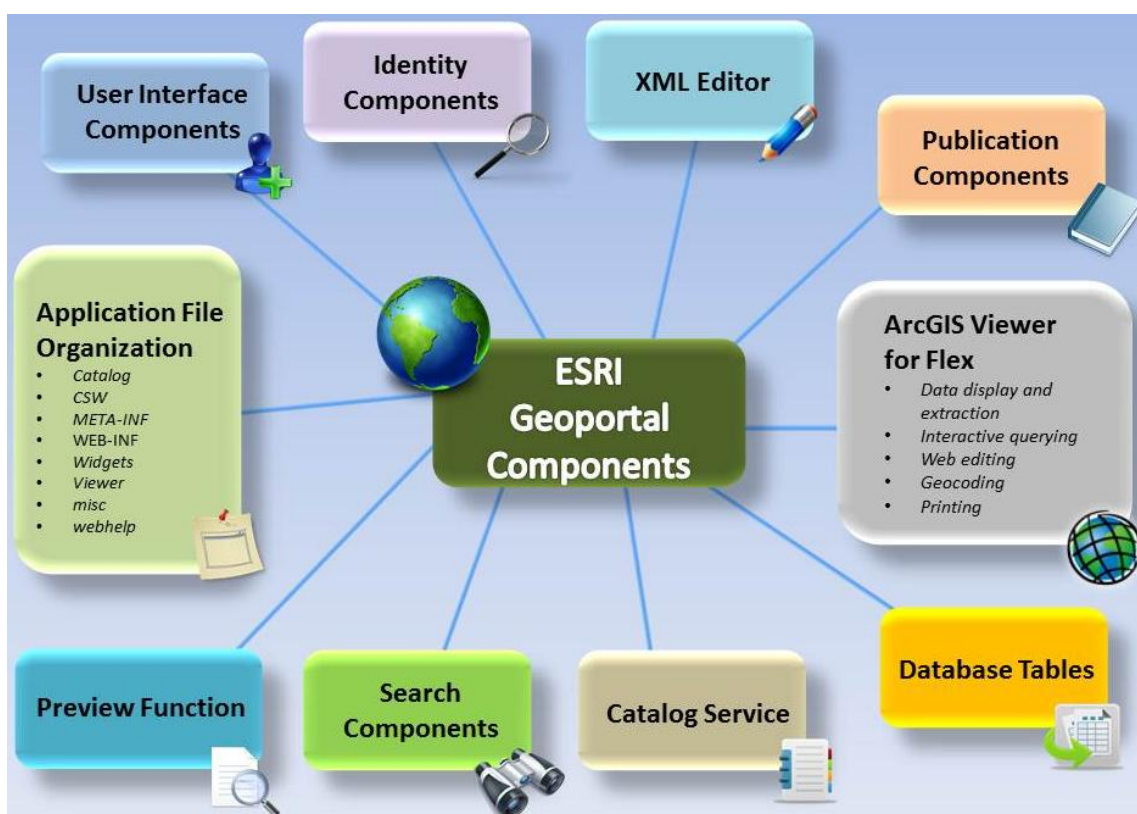 User Interface
Components
Identity
Components
XML Editor
Publication
Components
Application File
Organization
• Catalog
• CSW
• META-INF
• WEB-INF
• Widgets
• Viewer
• misc
• webhelp
ESRI
Geoportal
Components
ArcGIS Viewer
for Flex
• Data display and
extraction
• Interactive querying
• Web editing
• Geocoding
• Printing
Preview Function
Search
Components
Catalog Service
Database Tables